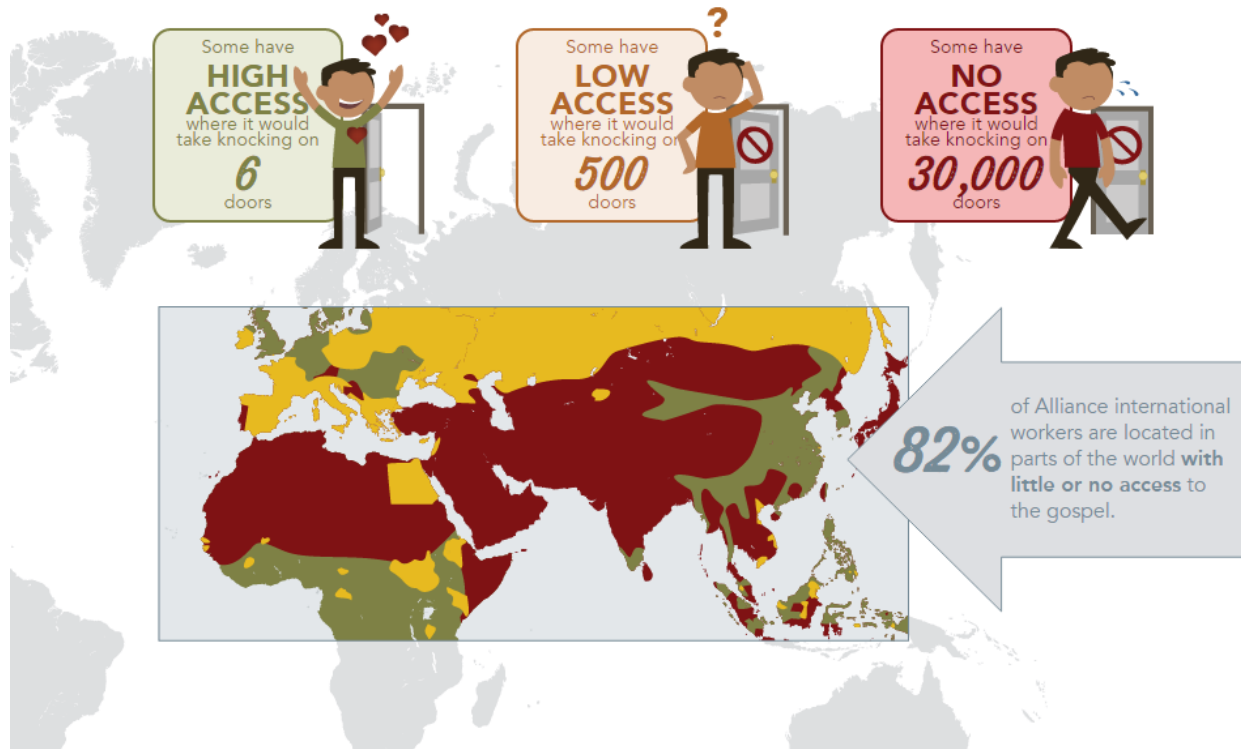 Some have
HIGH
ACCESS
where it would
take knocking on
6
doors
?
Some have
LOW
ACCESS
where it would
take knocking on
500
doors
Some have
NO
ACCESS
where it would
take knocking on
30,000
doors
82%
of Alliance international
workers are located in
parts of the world with
little or no access to
the gospel.